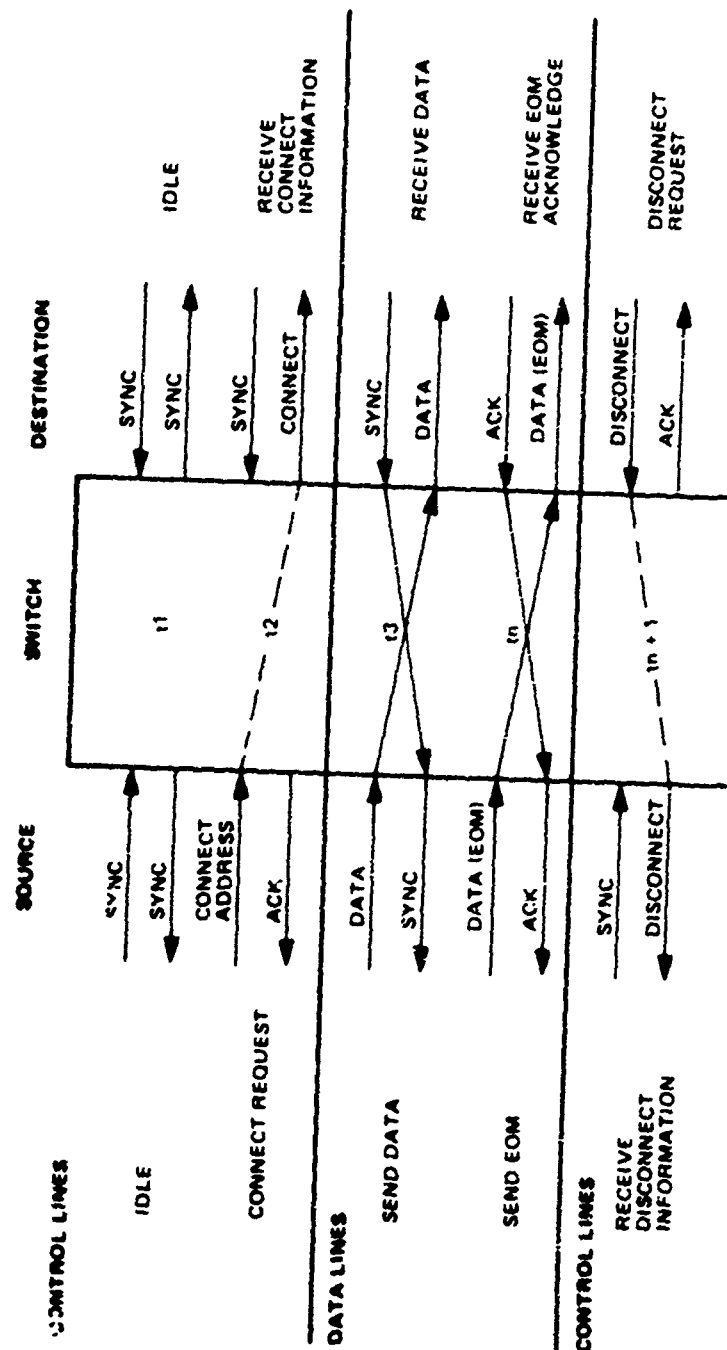 SOURCE
SWITCH
DESTINATION
CONTROL LINES
IDLE
SYNC
SYNC
t1
SYNC
SYNC
IDLE
CONNECT REQUEST
CONNECT
ADDRESS
ACK
t2
SYNC
CONNECT
RECEIVE
CONNECT
INFORMATION
DATA LINES
SEND DATA
DATA
SYNC
t3
SYNC
DATA
RECEIVE DATA
SEND EOM
DATA (EOM)
ACK
tn
ACK
DATA (EOM)
RECEIVE EOM
ACKNOWLEDGE
CONTROL LINES
RECEIVE
DISCONNECT
INFORMATION
SYNC
DISCONNECT
tn + 1
DISCONNECT
ACK
DISCONNECT
REQUEST